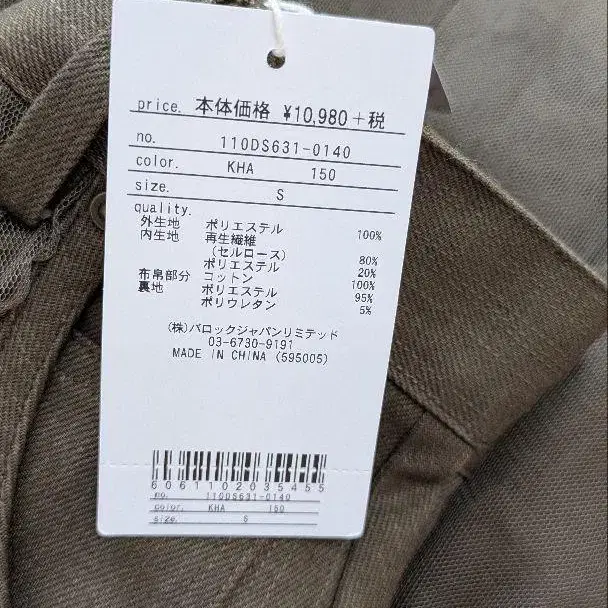 price. 本体価格 ¥10,980+税
no. 110DS631-0140
color. KHA 150
size. S
quality.
外生地 ポリエステル 100%
内生地 再生繊維
(セルロース) 80%
ポリエステル 20%
布帛部分 コットン 100%
裏地 ポリエステル 95%
ポリウレタン 5%
(株)バロックジャパンリミテッド
03-6730-9191
MADE IN CHINA (595005)
6061102035455
no. 110DS631-0140
color. KHA 150
size. S